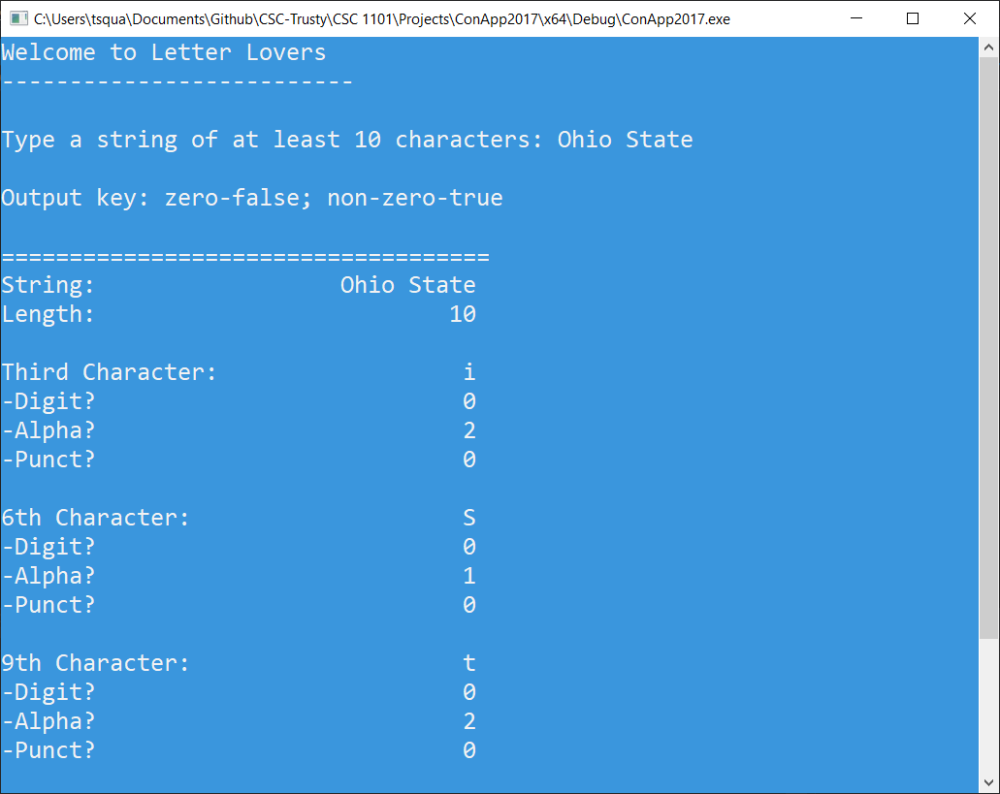 C:\Users\tsqua\Documents\Github\CSC-Trusty\CSC 1101\Projects\ConApp2017\x64\Debug\ConApp2017.exe
Welcome to Letter Lovers
--------------------------
Type a string of at least 10 characters: Ohio State
Output key: zero-false; non-zero-true
====================================
String: Ohio State
Length: 10
Third Character: i
-Digit? 0
-Alpha? 2
-Punct? 0
6th Character: S
-Digit? 0
-Alpha? 1
-Punct? 0
9th Character: t
-Digit? 0
-Alpha? 2
-Punct? 0